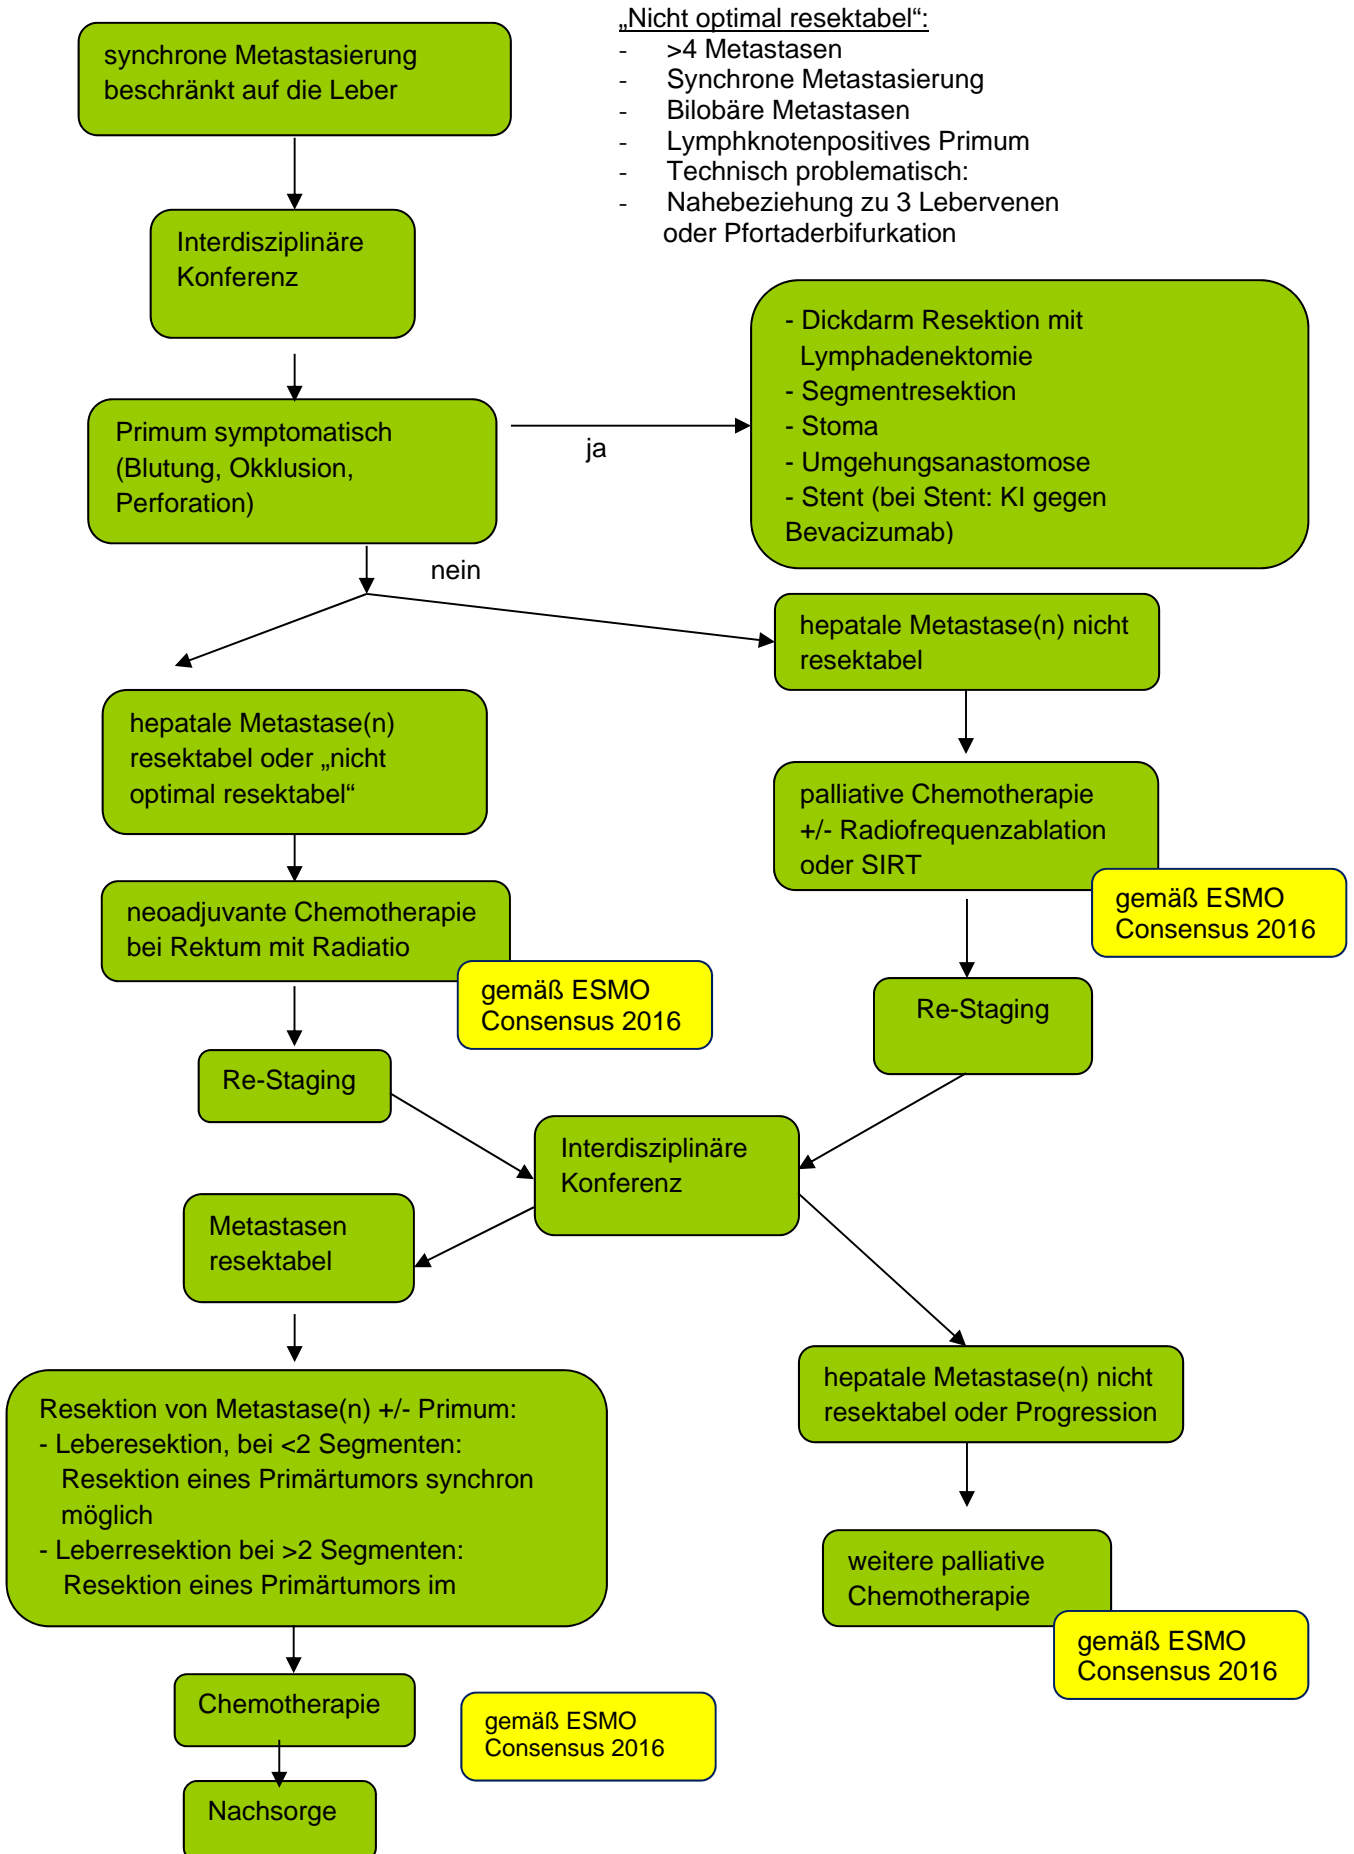 „Nicht optimal resektabel“:
- >4 Metastasen
- Synchrone Metastasierung
- Bilobäre Metastasen
- Lymphknotenpositives Primum
- Technisch problematisch:
- Nahebeziehung zu 3 Lebervenen
oder Pfortaderbifurkation
synchrone Metastasierung
beschränkt auf die Leber
Interdisziplinäre
Konferenz
Primum symptomatisch
(Blutung, Okklusion,
Perforation)
ja
- Dickdarm Resektion mit
Lymphadenektomie
- Segmentresektion
- Stoma
- Umgehungsanastomose
- Stent (bei Stent: KI gegen
Bevacizumab)
nein
hepatale Metastase(n) nicht
resektabel
hepatale Metastase(n)
resektabel oder „nicht
optimal resektabel“
palliative Chemotherapie
+/- Radiofrequenzablation
oder SIRT
gemäß ESMO
Consensus 2016
neoadjuvante Chemotherapie
bei Rektum mit Radiatio
gemäß ESMO
Consensus 2016
Re-Staging
Re-Staging
Interdisziplinäre
Konferenz
Metastasen
resektabel
hepatale Metastase(n) nicht
resektabel oder Progression
Resektion von Metastase(n) +/- Primum:
- Leberesektion, bei <2 Segmenten:
Resektion eines Primärtumors synchron
möglich
- Leberresektion bei >2 Segmenten:
Resektion eines Primärtumors im
weitere palliative
Chemotherapie
gemäß ESMO
Consensus 2016
Chemotherapie
gemäß ESMO
Consensus 2016
Nachsorge